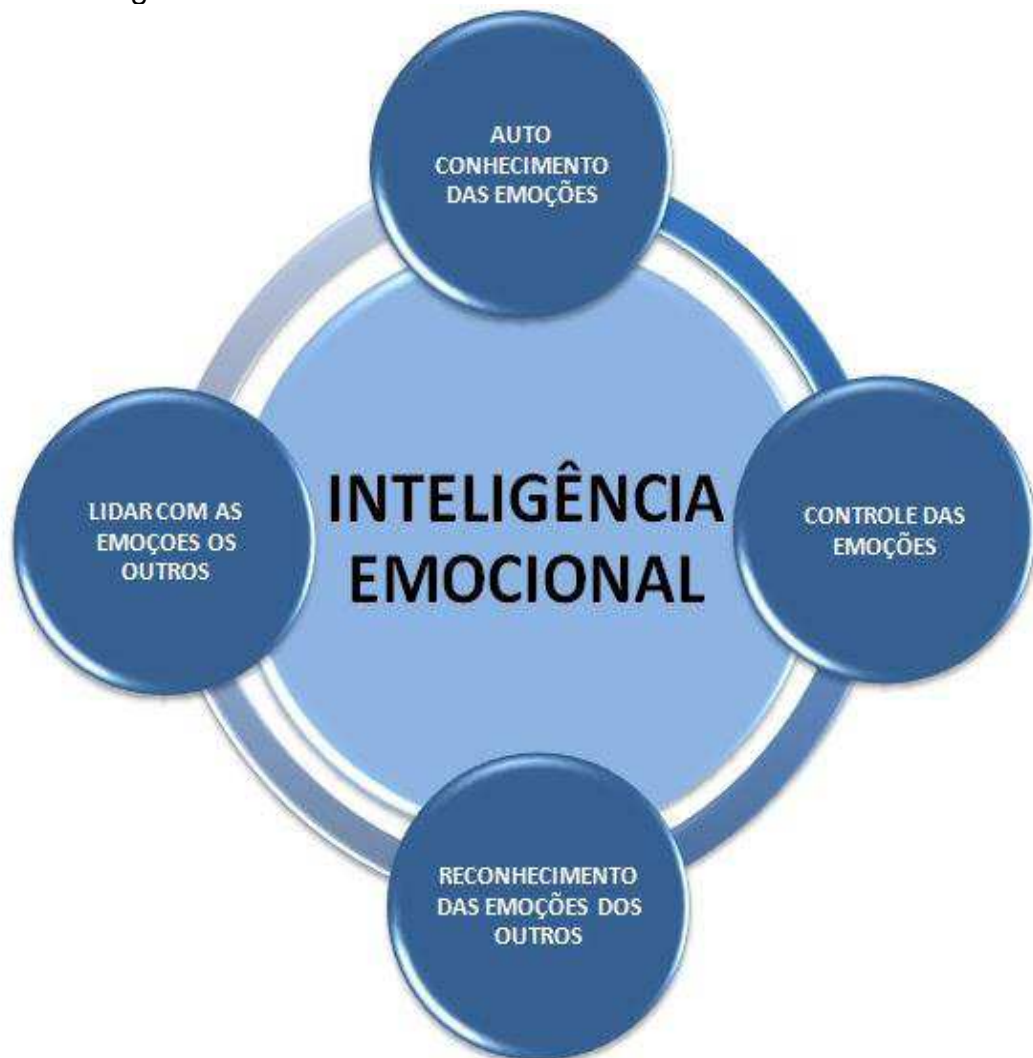 AUTO
CONHECIMENTO
DAS EMOÇÕES
LIDAR COM AS
EMOÇOES OS
OUTROS
INTELIGÊNCIA
EMOCIONAL
CONTROLE DAS
EMOÇÕES
RECONHECIMENTO
DAS EMOÇÕES DOS
OUTROS